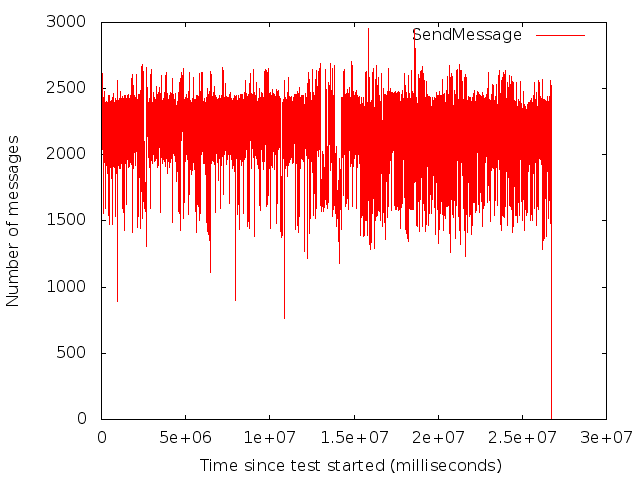 3000
SendMessage
2500
2000
Number of messages
1500
1000
500
0
0 5e+06 1e+07 1.5e+07 2e+07 2.5e+07 3e+07
Time since test started (milliseconds)